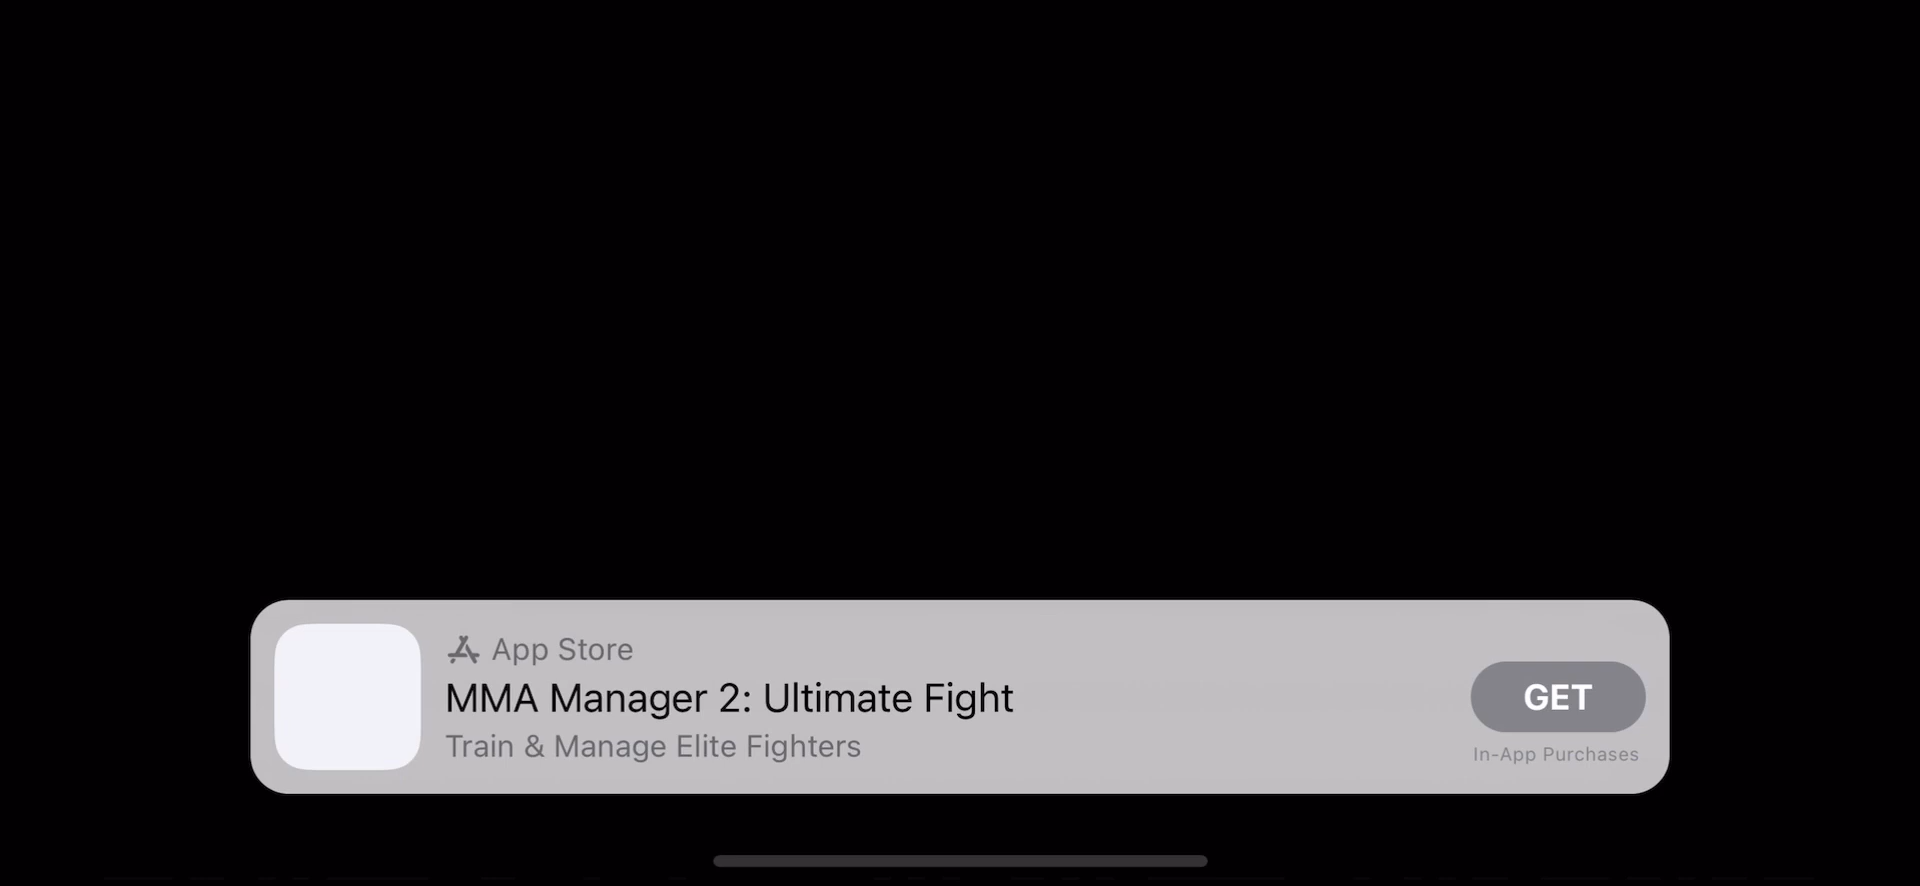 App Store
MMA Manager 2: Ultimate Fight
Train & Manage Elite Fighters
GET
In-App Purchases